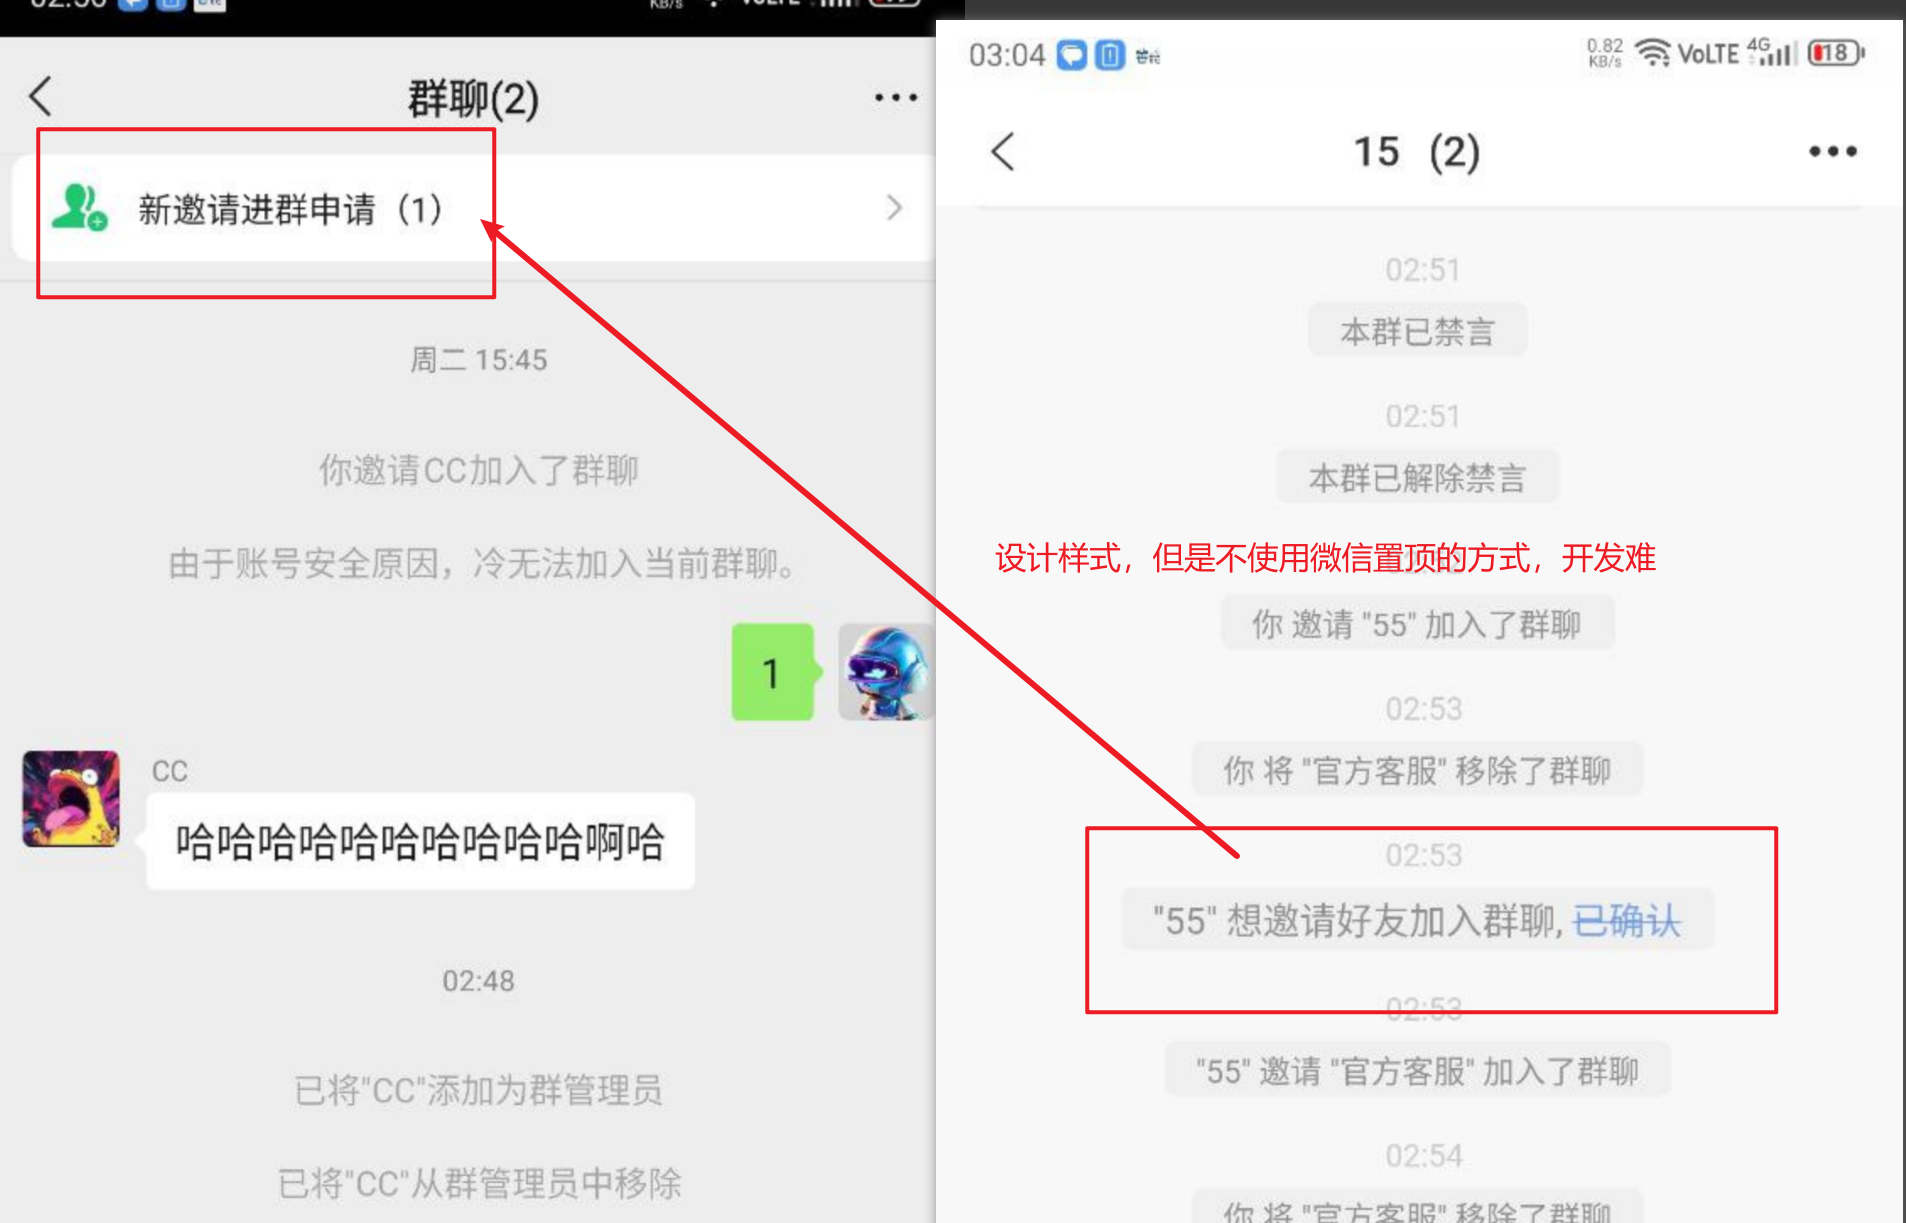 KB/s VoLTE
群聊(2)
新邀请进群申请（1）
周二 15:45
你邀请CC加入了群聊
由于账号安全原因，冷无法加入当前群聊。
1
CC
哈哈哈哈哈哈哈哈哈哈啊哈
02:48
已将"CC"添加为群管理员
已将"CC"从群管理员中移除
03:04 0.82 KB/s VoLTE 4G 18
15 (2)
02:51
本群已禁言
02:51
本群已解除禁言
设计样式，但是不使用微信置顶的方式，开发难
你 邀请 "55" 加入了群聊
02:53
你 将 "官方客服" 移除了群聊
02:53
"55" 想邀请好友加入群聊, 已确认
02:53
"55" 邀请 "官方客服" 加入了群聊
02:54
你 将 "官方客服" 移除了群聊